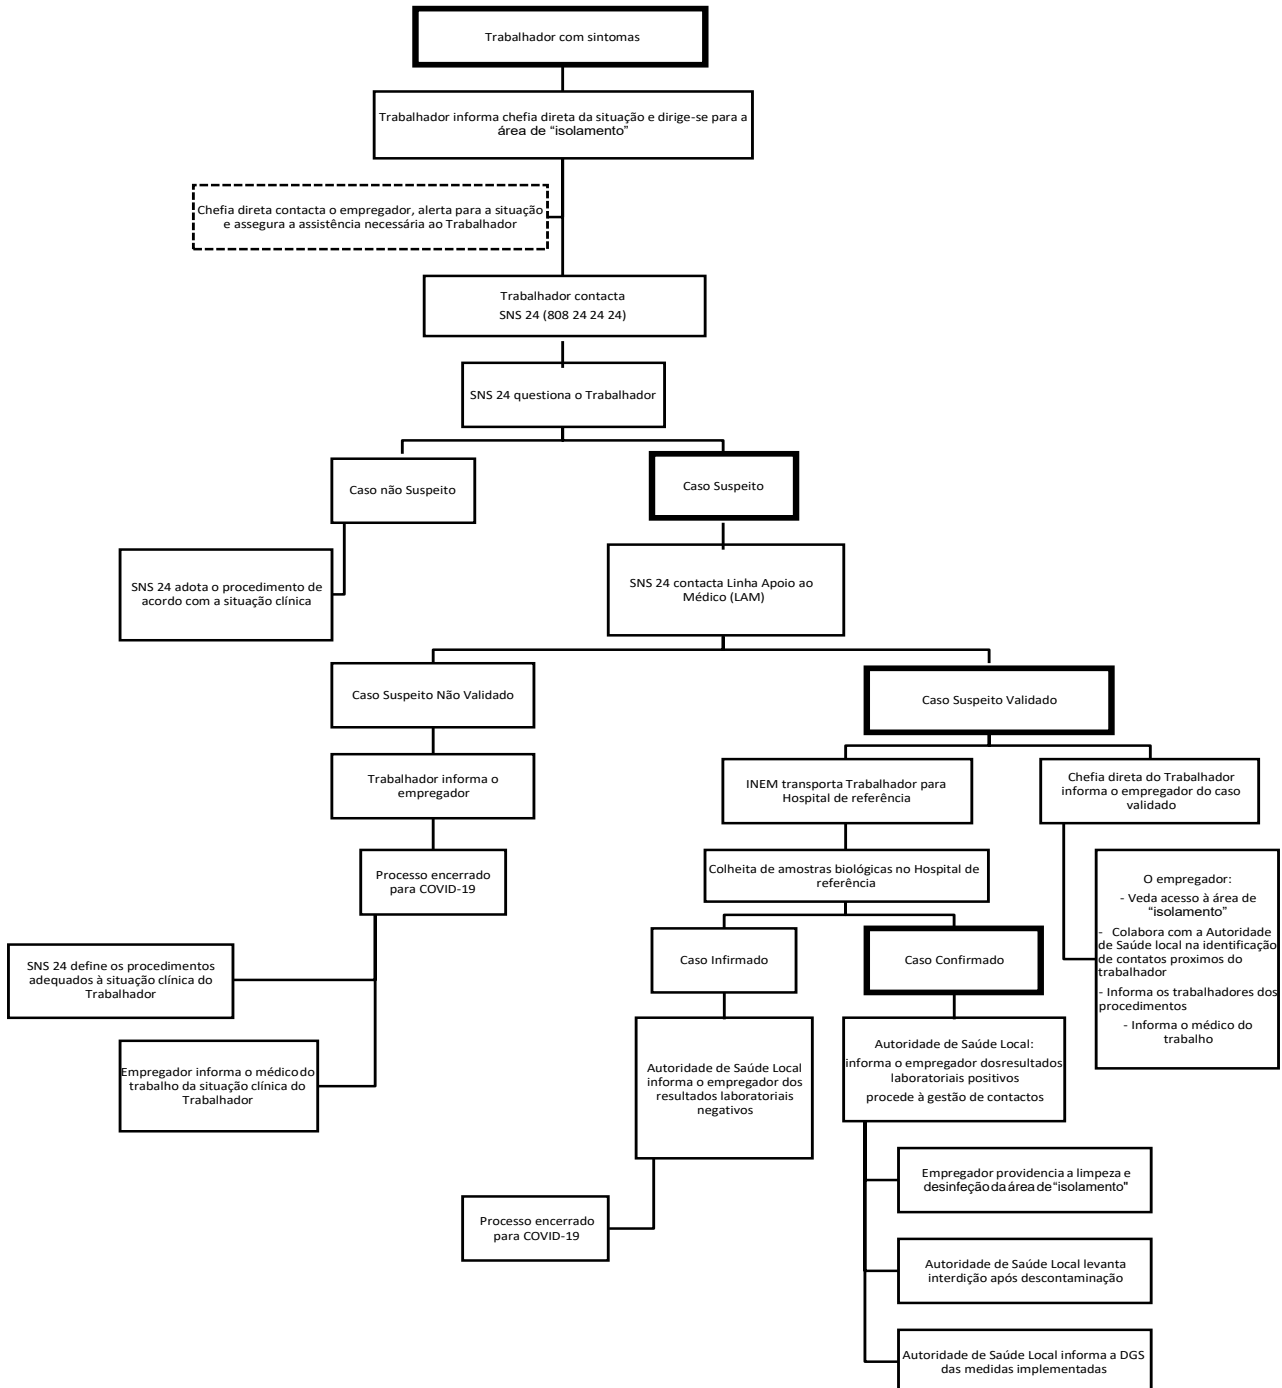 Trabalhador com sintomas
Trabalhador informa chefia direta da situação e dirige-se para a
área de “isolamento”
Chefia direta contacta o empregador, alerta para a situação
e assegura a assistência necessária ao Trabalhador
Trabalhador contacta
SNS 24 (808 24 24 24)
SNS 24 questiona o Trabalhador
Caso não Suspeito
Caso Suspeito
SNS 24 adota o procedimento de
acordo com a situação clínica
SNS 24 contacta Linha Apoio ao
Médico (LAM)
Caso Suspeito Não Validado
Caso Suspeito Validado
Trabalhador informa o
empregador
INEM transporta Trabalhador para
Hospital de referência
Chefia direta do Trabalhador
informa o empregador do caso
validado
Processo encerrado
para COVID-19
Colheita de amostras biológicas no Hospital de
referência
O empregador:
- Veda acesso à área de
“isolamento”
- Colabora com a Autoridade
de Saúde local na identificação
de contatos proximos do
trabalhador
- Informa os trabalhadores dos
procedimentos
- Informa o médico do
trabalho
SNS 24 define os procedimentos
adequados à situação clínica do
Trabalhador
Caso Infirmado
Caso Confirmado
Empregador informa o médico do
trabalho da situação clínica do
Trabalhador
Autoridade de Saúde Local
informa o empregador dos
resultados laboratoriais
negativos
Autoridade de Saúde Local:
informa o empregador dosresultados
laboratoriais positivos
procede à gestão de contactos
Empregador providencia a limpeza e
desinfeção da área de “isolamento”
Processo encerrado
para COVID-19
Autoridade de Saúde Local levanta
interdição após descontaminação
Autoridade de Saúde Local informa a DGS
das medidas implementadas